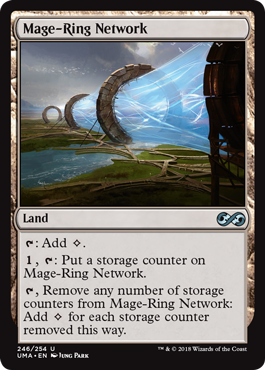 Mage-Ring Network
Land
T: Add ◇.
1, T: Put a storage counter on
Mage-Ring Network.
T, Remove any number of storage
counters from Mage-Ring Network:
Add ◇ for each storage counter
removed this way.
246/254 U
UMA • EN Jung Park
™ & © 2018 Wizards of the Coast